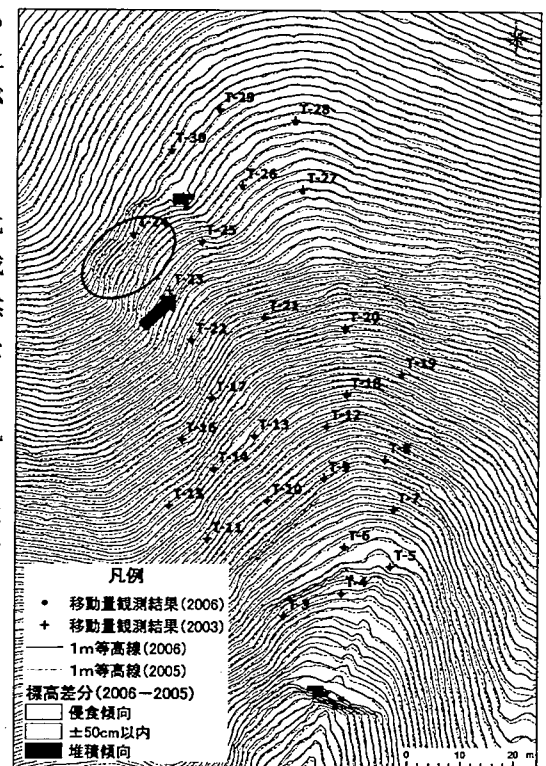 T-29
T-28
T-30
T-26
T-27
T-24
T-25
T-23
T-21
T-20
T-22
T-19
T-17
T-18
T-12
T-13
T-16
T-14
T-8
T-9
T-10
T-7
T-15
T-11
T-6
T-5
T-4
T-3
凡例
移動量観測結果(2006)
移動量観測結果(2003)
1m等高線(2006)
1m等高線(2005)
標高差分(2006-2005)
侵食傾向
±50cm以内
堆積傾向
0 10 20 m